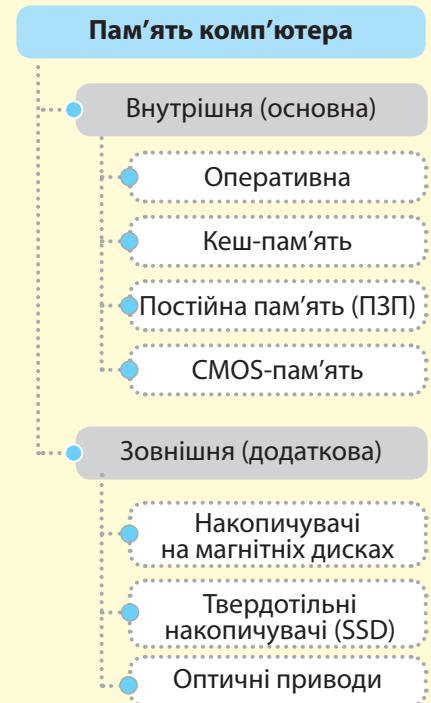 Пам’ять комп’ютера
Внутрішня (основна)
Оперативна
Кеш-пам’ять
Постійна пам’ять (ПЗП)
CMOS-пам’ять
Зовнішня (додаткова)
Накопичувачі
на магнітніх дисках
Твердотільні
накопичувачі (SSD)
Оптичні приводи